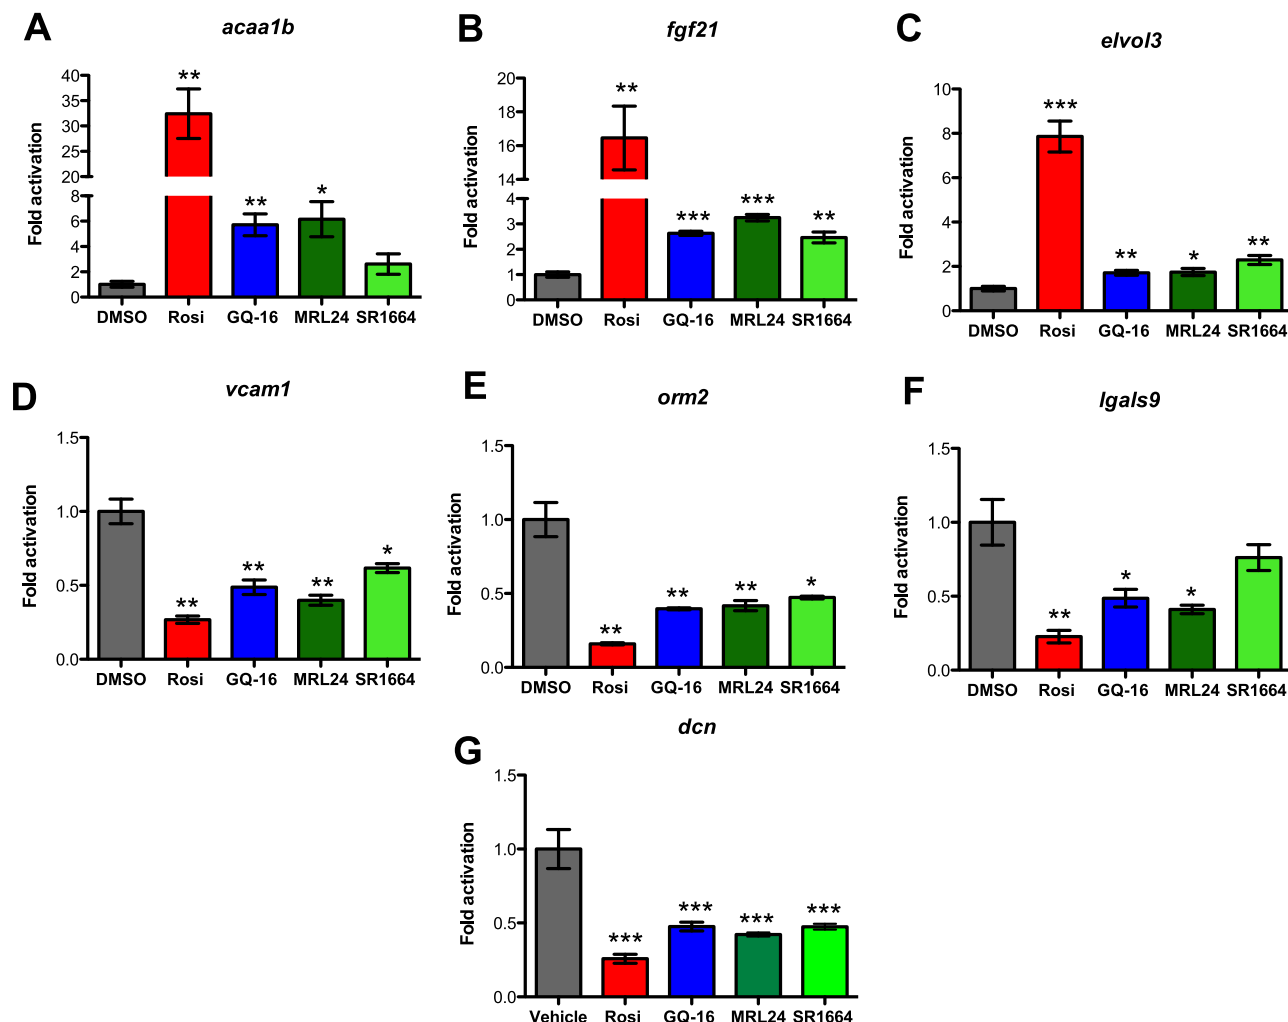 A
acaa1b
Fold activation
40
35
30
25
20
8
6
4
2
0
**
**
*
DMSO Rosi GQ-16 MRL24 SR1664
B
fgf21
Fold activation
20
18
16
14
4
3
2
1
0
**
***
***
**
DMSO Rosi GQ-16 MRL24 SR1664
C
elvol3
Fold activation
10
8
6
4
2
0
***
**
*
**
DMSO Rosi GQ-16 MRL24 SR1664
D
vcam1
Fold activation
1.5
1.0
0.5
0.0
**
**
**
*
DMSO Rosi GQ-16 MRL24 SR1664
E
orm2
Fold activation
1.5
1.0
0.5
0.0
**
**
**
*
DMSO Rosi GQ-16 MRL24 SR1664
F
lgals9
Fold activation
1.5
1.0
0.5
0.0
**
*
*
DMSO Rosi GQ-16 MRL24 SR1664
G
dcn
Fold activation
1.5
1.0
0.5
0.0
***
***
***
***
Vehicle Rosi GQ-16 MRL24 SR1664